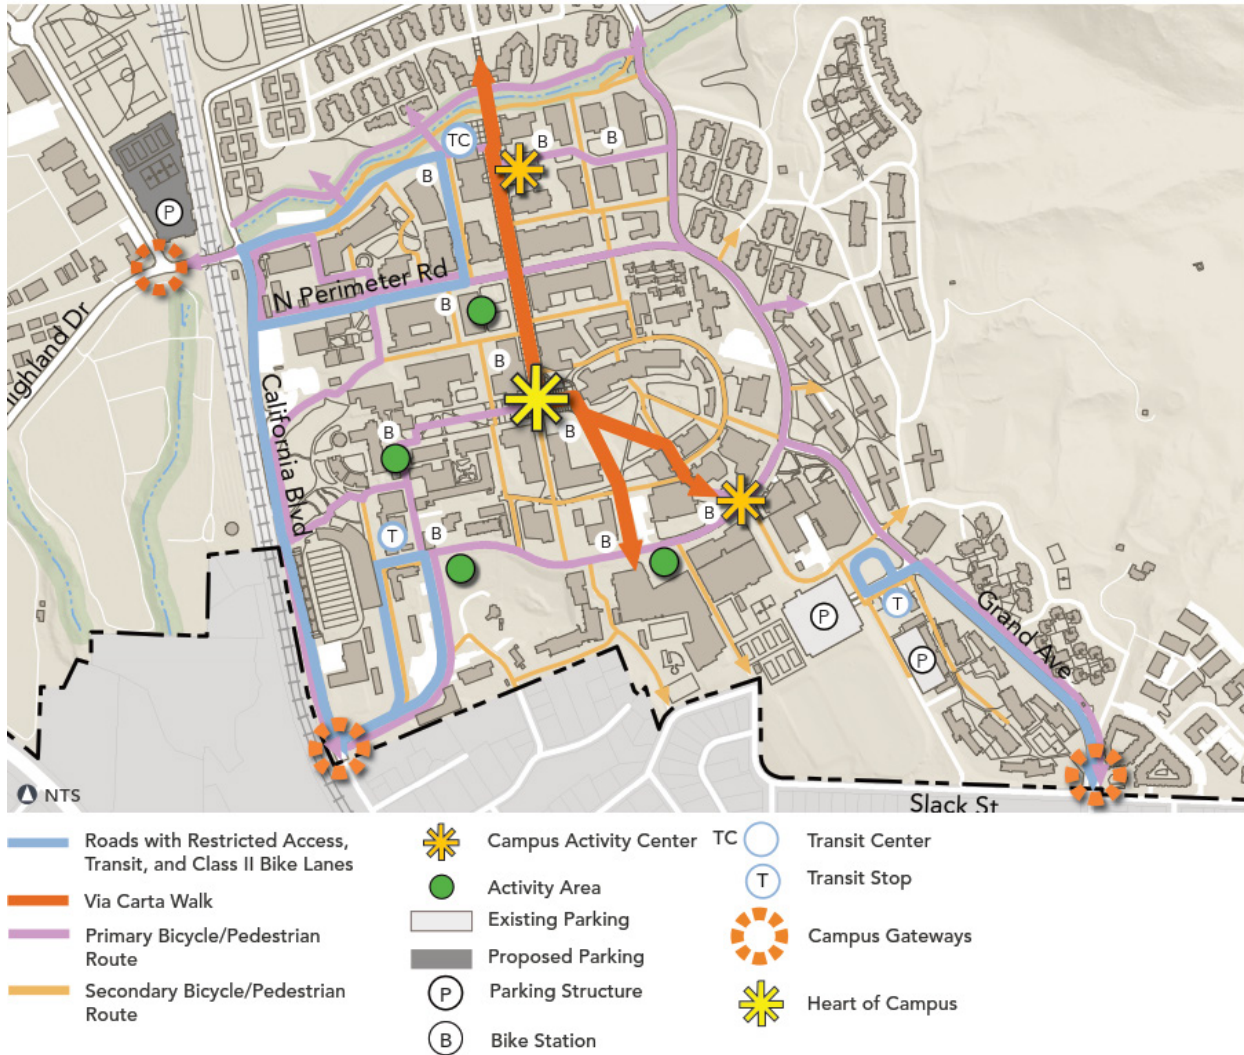 TC
B
B
B
P
N Perimeter Rd
B
B
Highland Dr
California Blvd
B
B
B
B
T
B
B
Grand Ave
T
P
P
Slack St
NTS
Roads with Restricted Access,
Transit, and Class II Bike Lanes
Via Carta Walk
Primary Bicycle/Pedestrian
Route
Secondary Bicycle/Pedestrian
Route
Campus Activity Center
Activity Area
Existing Parking
Proposed Parking
P
Parking Structure
B
Bike Station
TC
Transit Center
T
Transit Stop
Campus Gateways
Heart of Campus